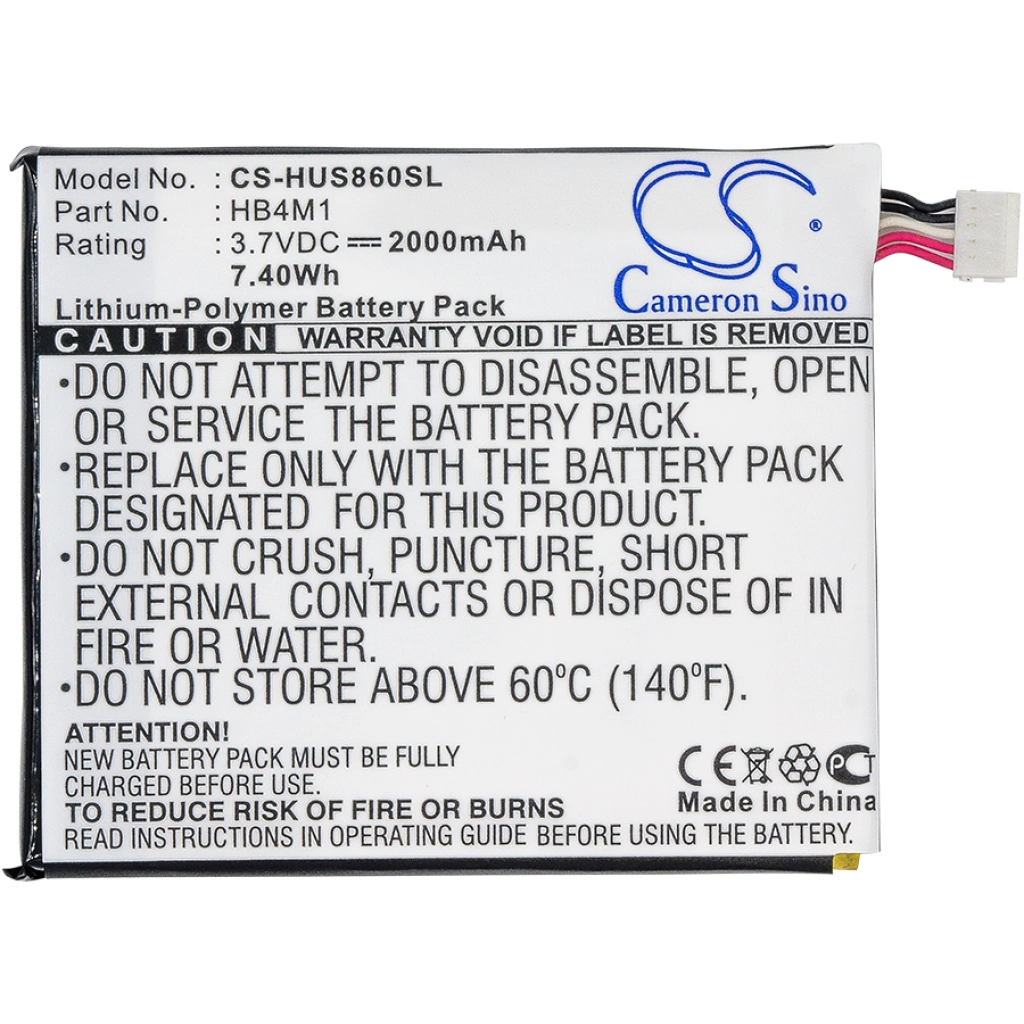 Model No. : CS-HUS860SL
Part No. : HB4M1
Rating : 3.7VDC 2000mAh
7.40Wh
Lithium-Polymer Battery Pack
CS ®
Cameron Sino
CAUTION WARRANTY VOID IF LABEL IS REMOVED
•DO NOT ATTEMPT TO DISASSEMBLE, OPEN
OR SERVICE THE BATTERY PACK.
•REPLACE ONLY WITH THE BATTERY PACK
DESIGNATED FOR THIS PRODUCT.
•DO NOT CRUSH, PUNCTURE, SHORT
EXTERNAL CONTACTS OR DISPOSE OF IN
FIRE OR WATER.
•DO NOT STORE ABOVE 60°C (140°F).
ATTENTION!
NEW BATTERY PACK MUST BE FULLY
CHARGED BEFORE USE.
TO REDUCE RISK OF FIRE OR BURNS
READ INSTRUCTIONS IN OPERATING GUIDE BEFORE USING THE BATTERY.
CE PCT
Made In China